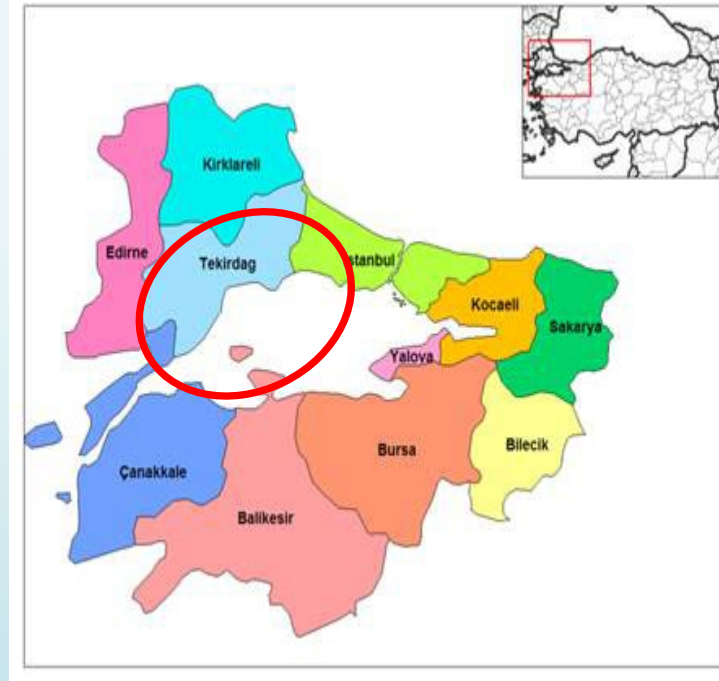 Kirklareli
Edirne
Tekirdag
stanbul
Kocaeli
Sakarya
Yalova
Çanakkale
Bursa
Bilecik
Balikesir